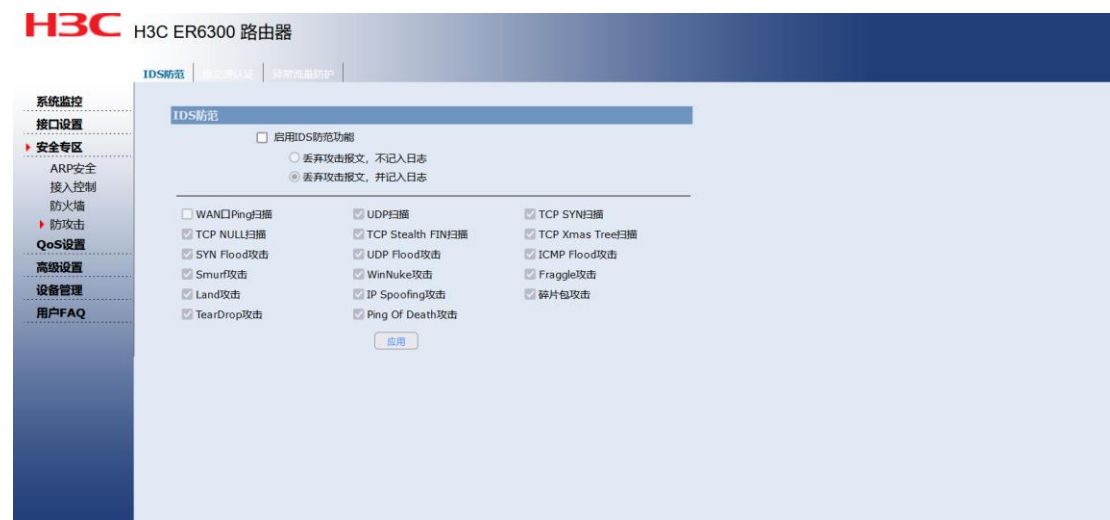 H3C H3C ER6300 路由器
IDS防范 报文源认证 异常流量防护
系统监控
接口设置
安全专区
ARP安全
接入控制
防火墙
防攻击
QoS设置
高级设置
设备管理
用户FAQ
IDS防范
启用IDS防范功能
丢弃攻击报文，不记入日志
丢弃攻击报文，并记入日志
WAN口Ping扫描 UDP扫描 TCP SYN扫描
TCP NULL扫描 TCP Stealth FIN扫描 TCP Xmas Tree扫描
SYN Flood攻击 UDP Flood攻击 ICMP Flood攻击
Smurf攻击 WinNuke攻击 Fraggle攻击
Land攻击 IP Spoofing攻击 碎片包攻击
TearDrop攻击 Ping Of Death攻击
应用